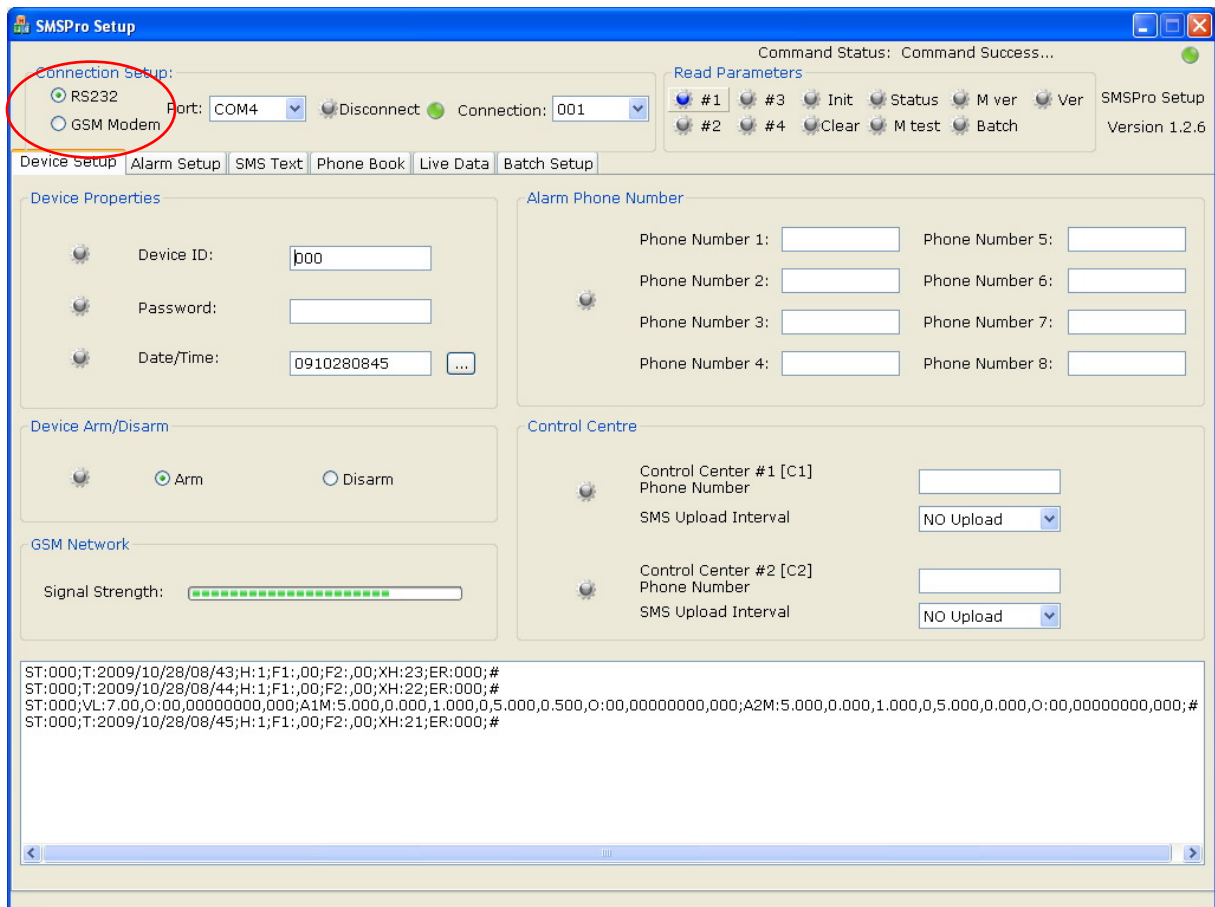 SMSPro Setup
Command Status: Command Success...
Connection Setup:
RS232
GSM Modem
Port: COM4
Disconnect
Connection: 001
Read Parameters
#1 #3 Init Status M ver Ver
#2 #4 Clear M test Batch
SMSPro Setup
Version 1.2.6
Device Setup Alarm Setup SMS Text Phone Book Live Data Batch Setup
Device Properties
Device ID: 000
Password:
Date/Time: 0910280845 ...
Alarm Phone Number
Phone Number 1: Phone Number 5:
Phone Number 2: Phone Number 6:
Phone Number 3: Phone Number 7:
Phone Number 4: Phone Number 8:
Device Arm/Disarm
Arm Disarm
GSM Network
Signal Strength:
Control Centre
Control Center #1 [C1]
Phone Number
SMS Upload Interval NO Upload
Control Center #2 [C2]
Phone Number
SMS Upload Interval NO Upload
ST:000;T:2009/10/28/08/43;H:1;F1:,00;F2:,00;XH:23;ER:000;#
ST:000;T:2009/10/28/08/44;H:1;F1:,00;F2:,00;XH:22;ER:000;#
ST:000;VL:7.00,O:00,00000000,000;A1M:5.000,0.000,1.000,0,5.000,0.500,O:00,00000000,000;A2M:5.000,0.000,1.000,0,5.000,0.000,O:00,00000000,000;#
ST:000;T:2009/10/28/08/45;H:1;F1:,00;F2:,00;XH:21;ER:000;#